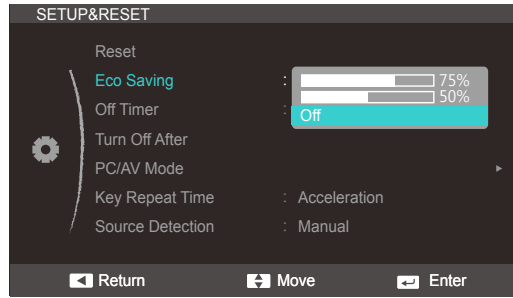 SETUP&RESET
Reset
Eco Saving : 75%
50%
Off Timer : Off
Turn Off After
PC/AV Mode
Key Repeat Time : Acceleration
Source Detection : Manual
Return Move Enter